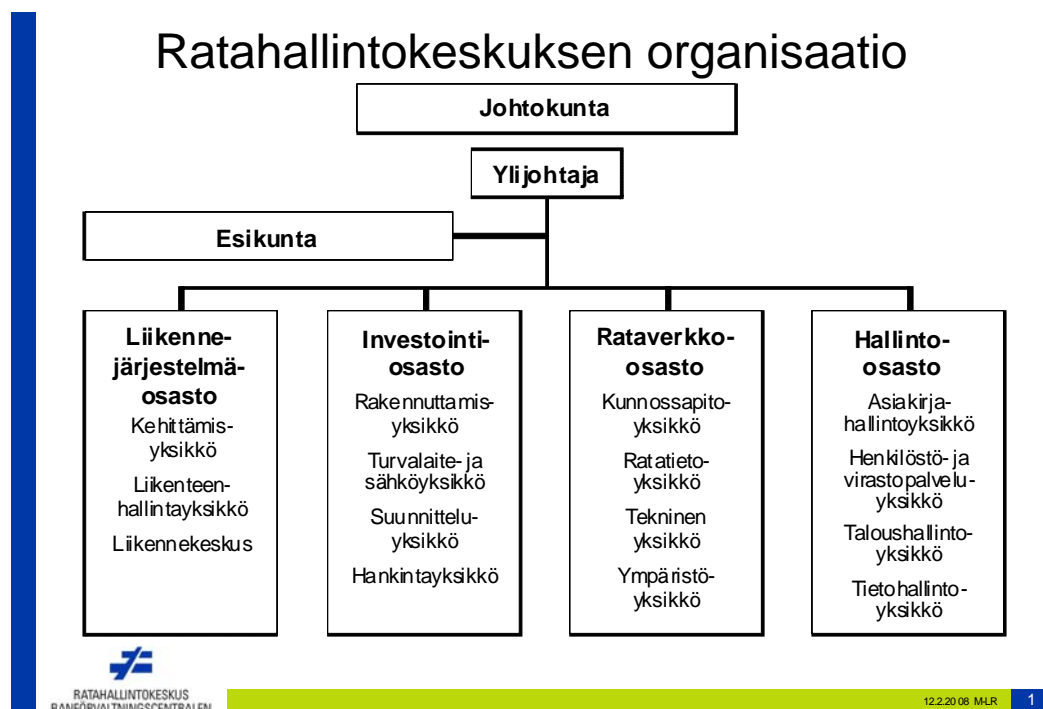 Ratahallintokeskuksen organisaatio
Johtokunta
Ylijohtaja
Esikunta
Liikenne-
järjestelmä-
osasto
Kehittämis-
yksikkö
Liikenteen-
hallintayksikkö
Liikennekeskus
Investointi-
osasto
Rakennuttamis-
yksikkö
Turvalaite- ja
sähköyksikkö
Suunnittelu-
yksikkö
Hankintayksikkö
Rataverkko-
osasto
Kunnossapito-
yksikkö
Ratatieto-
yksikkö
Tekninen
yksikkö
Ympäristö-
yksikkö
Hallinto-
osasto
Asiakirja-
hallintoyksikkö
Henkilöstö- ja
virastopalvelu-
yksikkö
Taloushallinto-
yksikkö
Tietohallinto-
yksikkö
RATAHALLINTOKESKUS
BANFÖRVALTNINGSCENTRALEN
12.2.2008 M-LR 1